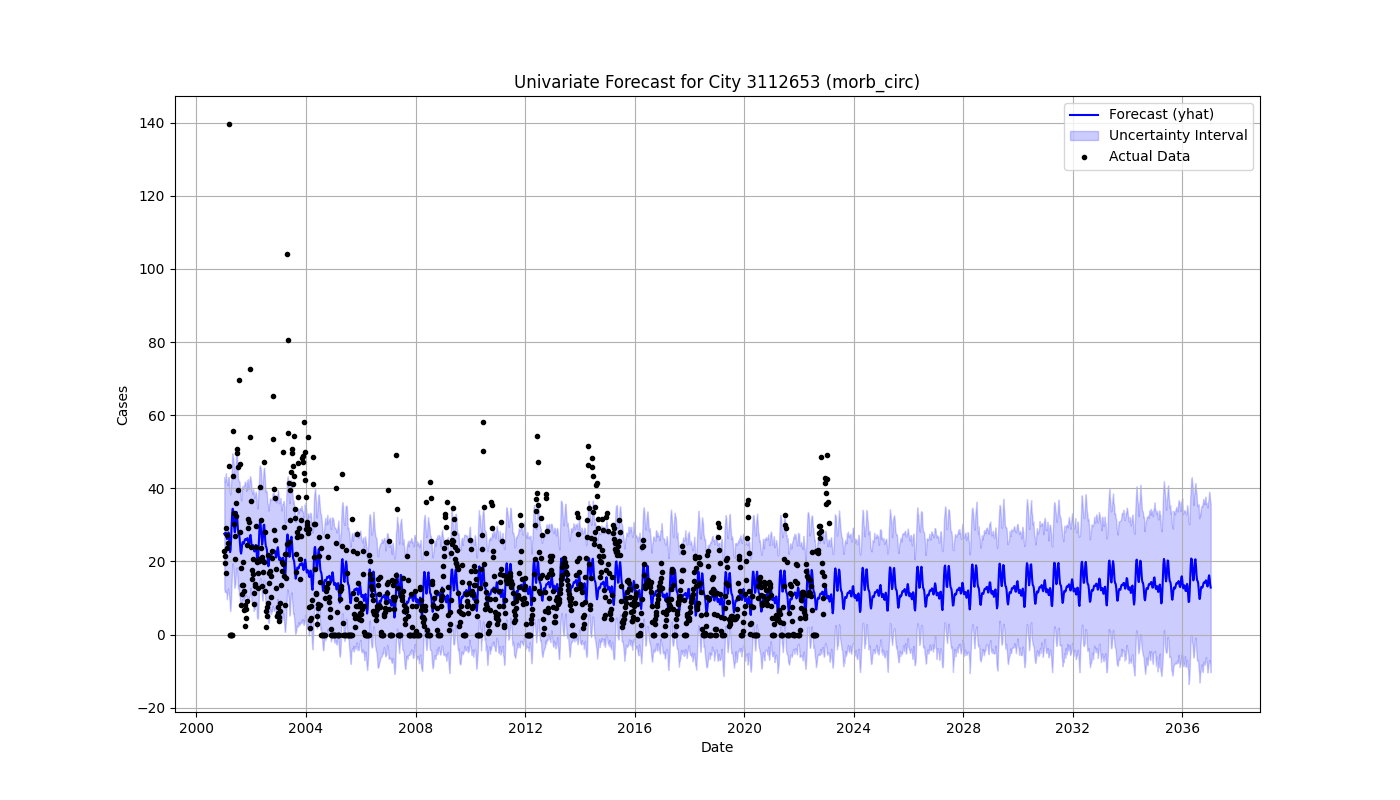 Univariate Forecast for City 3112653 (morb_circ)
Forecast (yhat)
Uncertainty Interval
Actual Data
140
120
100
80
60
40
20
0
−20
Cases
2000 2004 2008 2012 2016 2020 2024 2028 2032 2036
Date